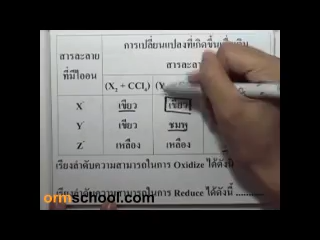 การเปลี่ยนแปลงที่เกิดขึ้นเมื่อเติม
สารละลาย
ที่มีไอออน
สารละลา
(X₂ + CCl₄) (Y
X⁻ เขียว เขียว
Y⁻ เขียว ชมพู
Z⁻ เหลือง เหลือง
เรียงลำดับความสามารถในการ Oxidize ได้ดังนี้
เรียงลำดับความสามารถในการ Reduce ได้ดังนี้ ...........
ormschool.com